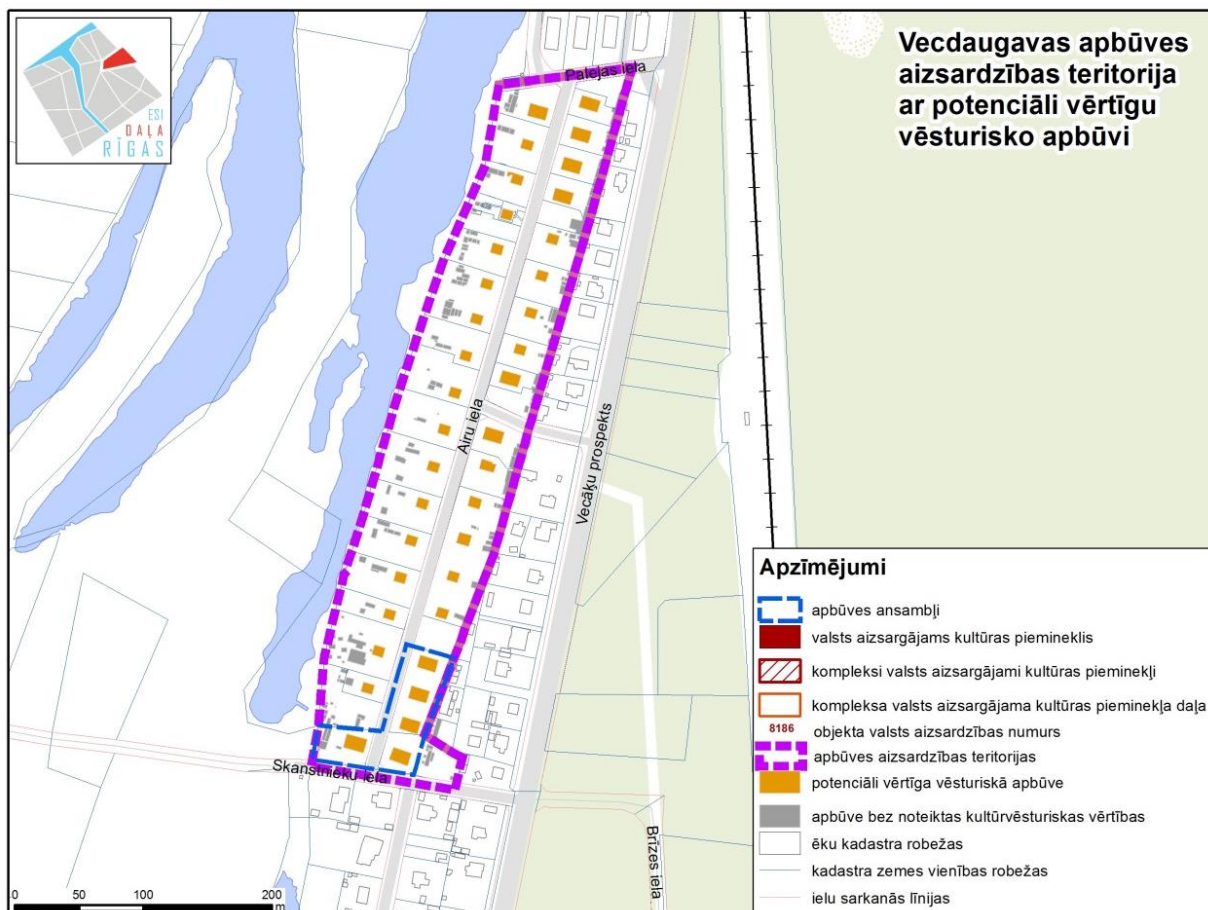 Vecdaugavas apbūves
aizsardzības teritorija
ar potenciāli vērtīgu
vēsturisko apbūvi
ESI
DAĻA
RĪGAS
Palejas iela
Airu iela
Vecāķu prospekts
Skanstnieku iela
Brīzes iela
Apzīmējumi
apbūves ansambļi
valsts aizsargājams kultūras piemineklis
kompleksi valsts aizsargājami kultūras pieminekļi
kompleksa valsts aizsargājama kultūras pieminekļa daļa
8186 objekta valsts aizsardzības numurs
apbūves aizsardzības teritorijas
potenciāli vērtīga vēsturiskā apbūve
apbūve bez noteiktas kultūrvēsturiskas vērtības
ēku kadastra robežas
kadastra zemes vienības robežas
ielu sarkanās līnijas
0 50 100 200
m